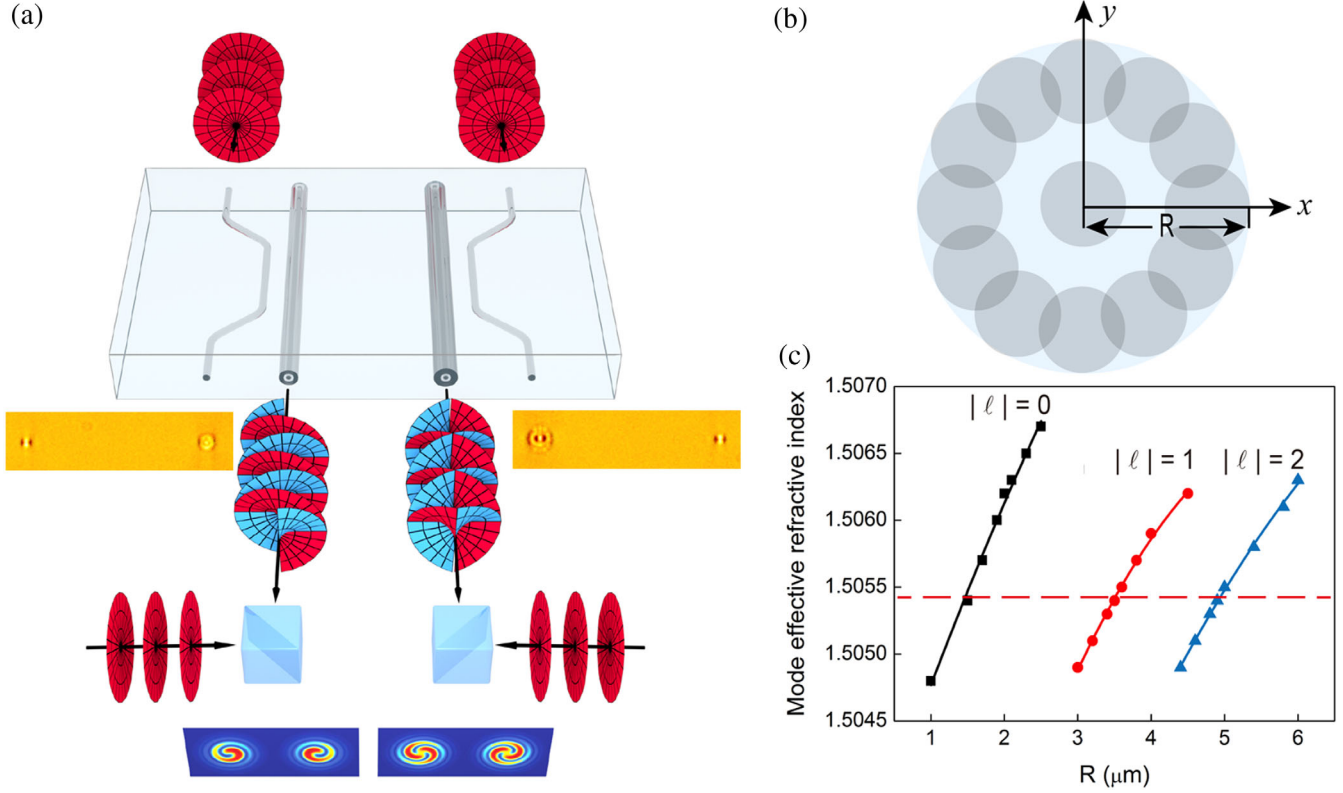 (a)
(b)
y
x
R
(c)
Mode effective refractive index
1.5070
1.5065
1.5060
1.5055
1.5050
1.5045
|ℓ| = 0
|ℓ| = 1
|ℓ| = 2
1 2 3 4 5 6
R (μm)